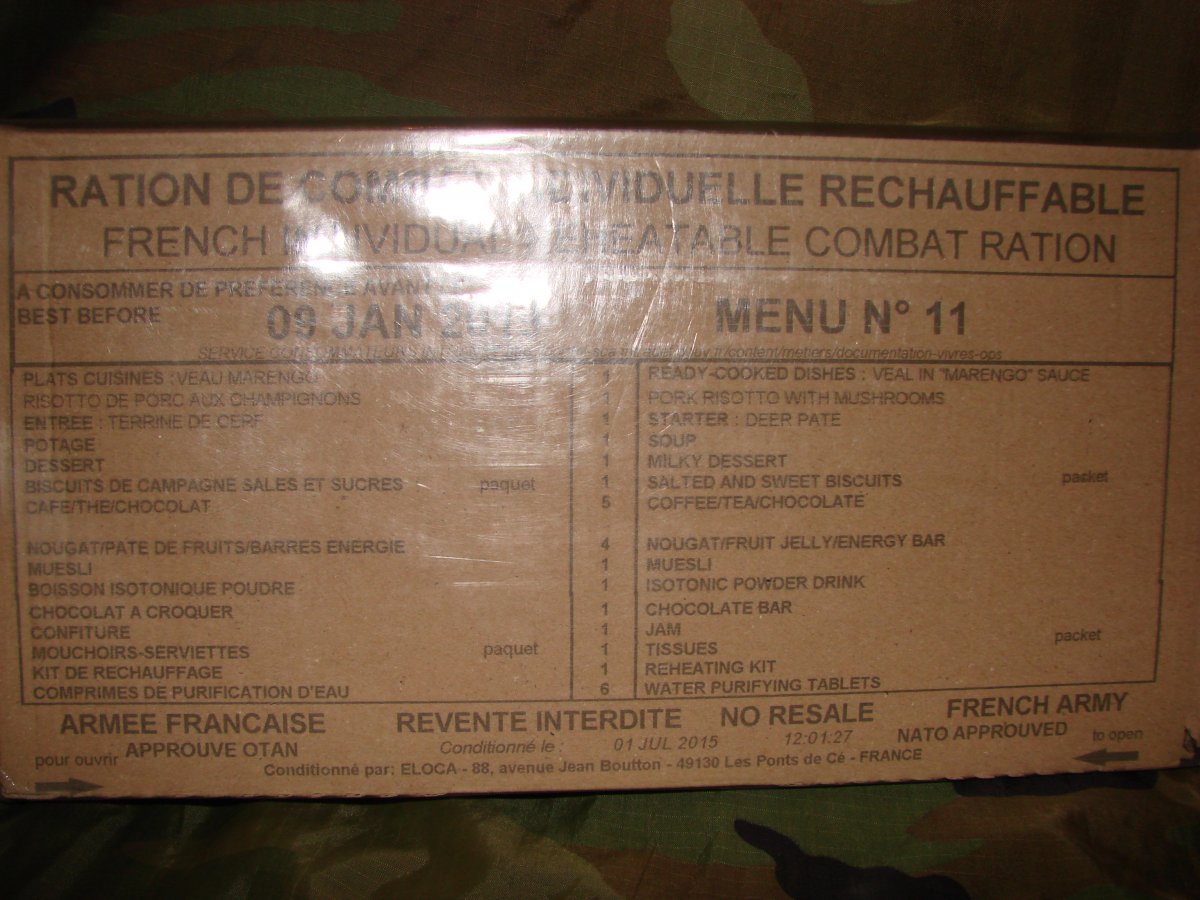 RATION DE COMBAT INDIVIDUELLE RECHAUFFABLE
FRENCH INDIVIDUAL REHEATABLE COMBAT RATION
A CONSOMMER DE PREFERENCE AVANT
BEST BEFORE 09 JAN
MENU N° 11
SERVICE /content/metiers/documentation-vivres-ops
PLATS CUISINES : VEAU MARENGO 1 READY-COOKED DISHES : VEAL IN "MARENGO" SAUCE
RISOTTO DE PORC AUX CHAMPIGNONS 1 PORK RISOTTO WITH MUSHROOMS
ENTREE : TERRINE DE CERF 1 STARTER : DEER PATE
POTAGE 1 SOUP
DESSERT 1 MILKY DESSERT
BISCUITS DE CAMPAGNE SALES ET SUCRES paquet 1 SALTED AND SWEET BISCUITS packet
CAFE/THE/CHOCOLAT 5 COFFEE/TEA/CHOCOLATE
NOUGAT/PATE DE FRUITS/BARRES ENERGIE 4 NOUGAT/FRUIT JELLY/ENERGY BAR
MUESLI 1 MUESLI
BOISSON ISOTONIQUE POUDRE 1 ISOTONIC POWDER DRINK
CHOCOLAT A CROQUER 1 CHOCOLATE BAR
CONFITURE 1 JAM
MOUCHOIRS-SERVIETTES paquet 1 TISSUES packet
KIT DE RECHAUFFAGE 1 REHEATING KIT
COMPRIMES DE PURIFICATION D'EAU 6 WATER PURIFYING TABLETS
ARMEE FRANCAISE REVENTE INTERDITE NO RESALE FRENCH ARMY
pour ouvrir APPROUVE OTAN Conditionné le : 01 JUL 2015 12:01:27 NATO APPROUVED to open
Conditionné par: ELOCA - 88, avenue Jean Boutton - 49130 Les Ponts de Cé - FRANCE